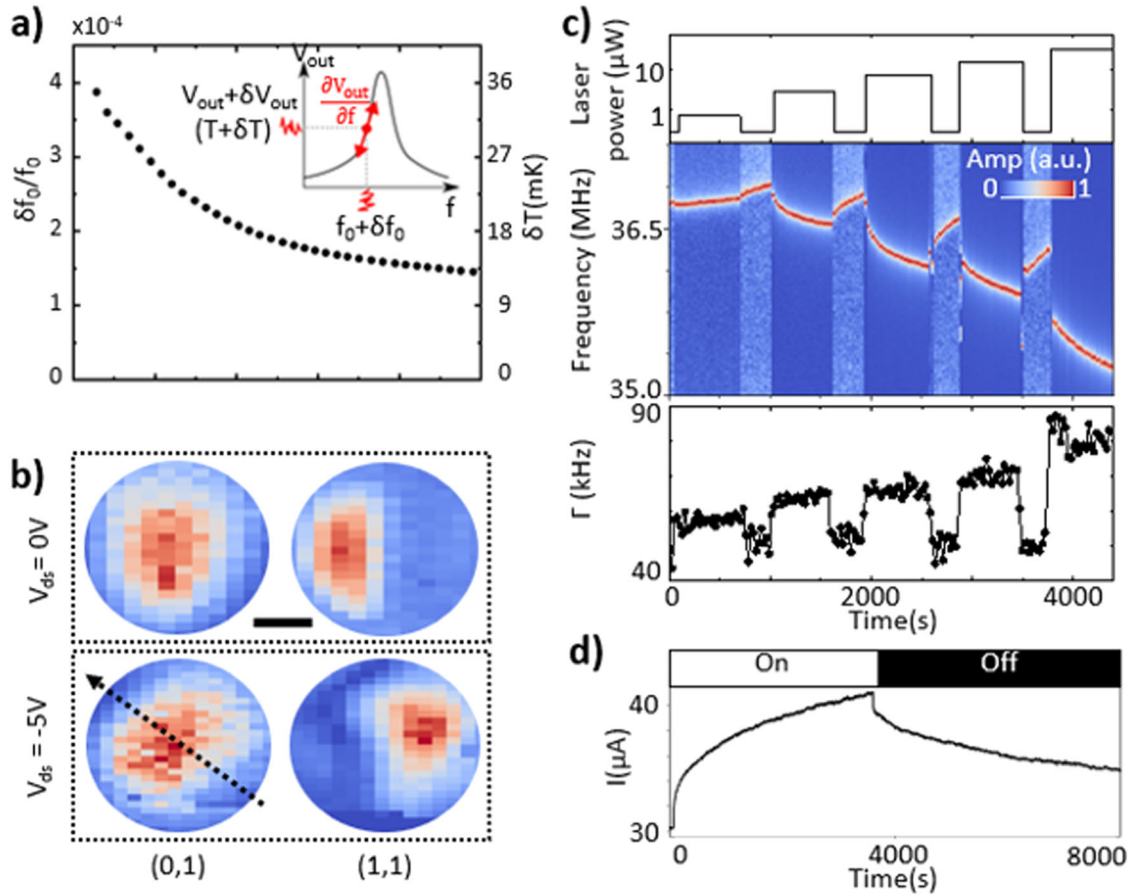 a)
x10⁻⁴
4
3
2
1
0
δf₀/f₀
36
27
18
9
0
δT(mK)
V_out
V_out+δV_out
(T+δT)
∂V_out
∂f
f
f₀+δf₀
b)
V_ds = 0V
V_ds = -5V
(0,1)
(1,1)
c)
Laser
power (μW)
10
1
Amp (a.u.)
0
1
Frequency (MHz)
36.5
35.0
Γ (kHz)
90
40
0
2000
4000
Time(s)
d)
On
Off
I(μA)
40
30
0
4000
8000
Time(s)